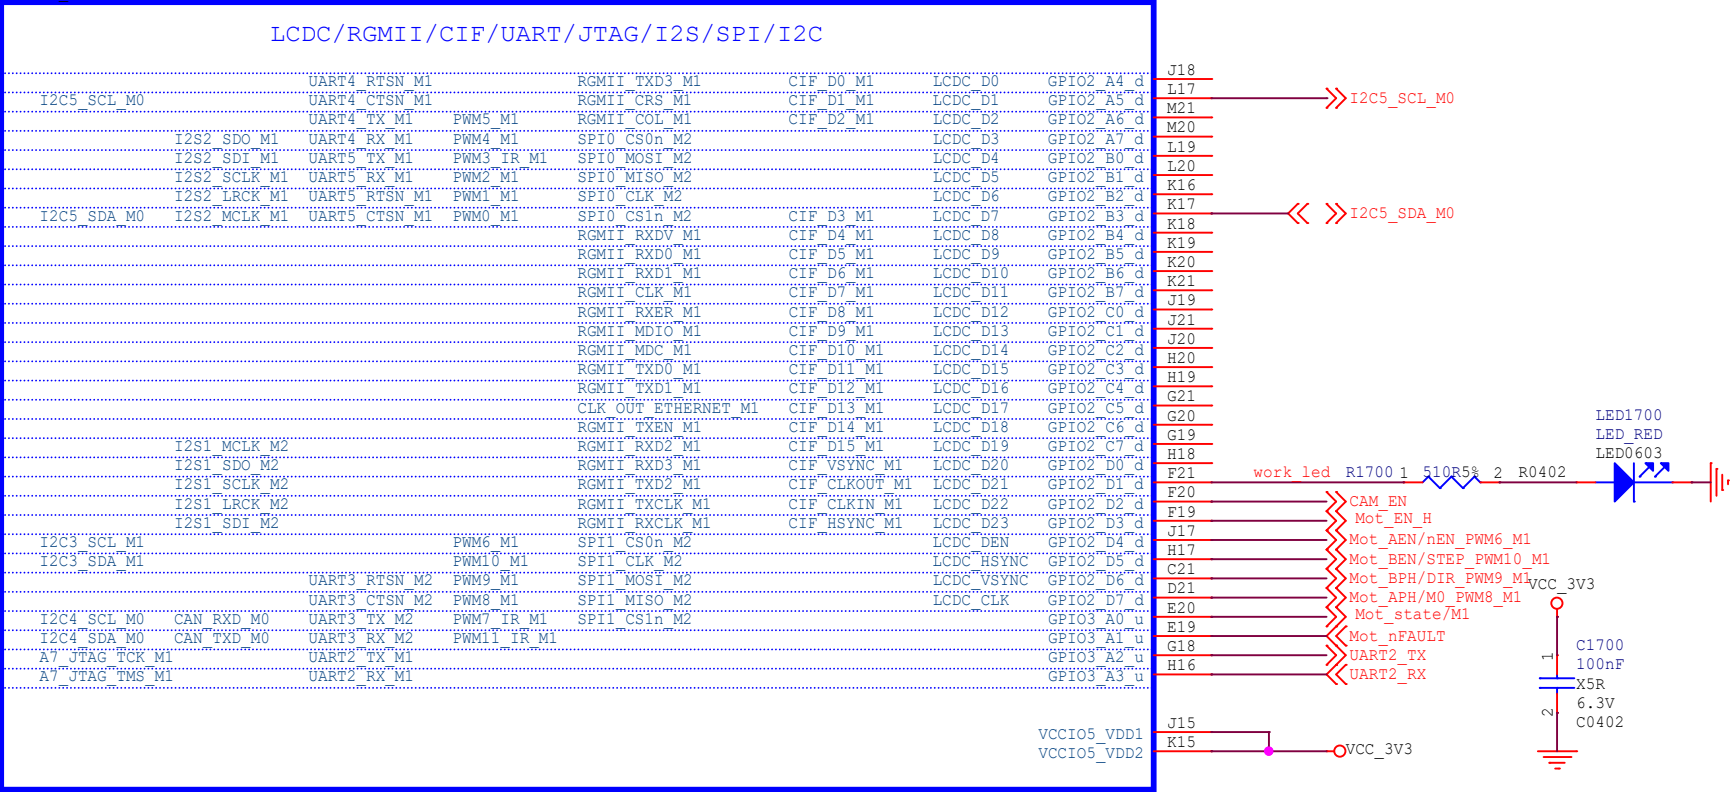 LCDC/RGMII/CIF/UART/JTAG/I2S/SPI/I2C
UART4_RTSN_M1 RGMII_TXD3_M1 CIF_D0_M1 LCDC_D0 GPIO2_A4_d J18
I2C5_SCL_M0 UART4_CTSN_M1 RGMII_CRS_M1 CIF_D1_M1 LCDC_D1 GPIO2_A5_d L17 I2C5_SCL_M0
UART4_TX_M1 PWM5_M1 RGMII_COL_M1 CIF_D2_M1 LCDC_D2 GPIO2_A6_d M21
I2S2_SDO_M1 UART4_RX_M1 PWM4_M1 SPI0_CS0n_M2 LCDC_D3 GPIO2_A7_d M20
I2S2_SDI_M1 UART5_TX_M1 PWM3_IR_M1 SPI0_MOSI_M2 LCDC_D4 GPIO2_B0_d L19
I2S2_SCLK_M1 UART5_RX_M1 PWM2_M1 SPI0_MISO_M2 LCDC_D5 GPIO2_B1_d L20
I2S2_LRCK_M1 UART5_RTSN_M1 PWM1_M1 SPI0_CLK_M2 LCDC_D6 GPIO2_B2_d K16
I2C5_SDA_M0 I2S2_MCLK_M1 UART5_CTSN_M1 PWM0_M1 SPI0_CS1n_M2 CIF_D3_M1 LCDC_D7 GPIO2_B3_d K17 I2C5_SDA_M0
RGMII_RXDV_M1 CIF_D4_M1 LCDC_D8 GPIO2_B4_d K18
RGMII_RXD0_M1 CIF_D5_M1 LCDC_D9 GPIO2_B5_d K19
RGMII_RXD1_M1 CIF_D6_M1 LCDC_D10 GPIO2_B6_d K20
RGMII_CLK_M1 CIF_D7_M1 LCDC_D11 GPIO2_B7_d K21
RGMII_RXER_M1 CIF_D8_M1 LCDC_D12 GPIO2_C0_d J19
RGMII_MDIO_M1 CIF_D9_M1 LCDC_D13 GPIO2_C1_d J21
RGMII_MDC_M1 CIF_D10_M1 LCDC_D14 GPIO2_C2_d J20
RGMII_TXD0_M1 CIF_D11_M1 LCDC_D15 GPIO2_C3_d H20
RGMII_TXD1_M1 CIF_D12_M1 LCDC_D16 GPIO2_C4_d H19
CLK_OUT_ETHERNET_M1 CIF_D13_M1 LCDC_D17 GPIO2_C5_d G21
RGMII_TXEN_M1 CIF_D14_M1 LCDC_D18 GPIO2_C6_d G20
I2S1_MCLK_M2 RGMII_RXD2_M1 CIF_D15_M1 LCDC_D19 GPIO2_C7_d G19
I2S1_SDO_M2 RGMII_RXD3_M1 CIF_VSYNC_M1 LCDC_D20 GPIO2_D0_d H18
I2S1_SCLK_M2 RGMII_TXD2_M1 CIF_CLKOUT_M1 LCDC_D21 GPIO2_D1_d F21 work led R1700 1 510R5% 2 R0402
LED1700
LED_RED
LED0603
I2S1_LRCK_M2 RGMII_TXCLK_M1 CIF_CLKIN_M1 LCDC_D22 GPIO2_D2_d F20 CAM_EN
I2S1_SDI_M2 RGMII_RXCLK_M1 CIF_HSYNC_M1 LCDC_D23 GPIO2_D3_d F19 Mot_EN_H
I2C3_SCL_M1 PWM6_M1 SPI1_CS0n_M2 LCDC_DEN GPIO2_D4_d J17 Mot_AEN/nEN_PWM6_M1
I2C3_SDA_M1 PWM10_M1 SPI1_CLK_M2 LCDC_HSYNC GPIO2_D5_d H17 Mot_BEN/STEP_PWM10_M1
UART3_RTSN_M2 PWM9_M1 SPI1_MOSI_M2 LCDC_VSYNC GPIO2_D6_d C21 Mot_BPH/DIR_PWM9_M1
UART3_CTSN_M2 PWM8_M1 SPI1_MISO_M2 LCDC_CLK GPIO2_D7_d D21 Mot_APH/M0_PWM8_M1
I2C4_SCL_M0 CAN_RXD_M0 UART3_TX_M2 PWM7_IR_M1 SPI1_CS1n_M2 GPIO3_A0_u E20 Mot_state/M1
I2C4_SDA_M0 CAN_TXD_M0 UART3_RX_M2 PWM11_IR_M1 GPIO3_A1_u E19 Mot_nFAULT
A7_JTAG_TCK_M1 UART2_TX_M1 GPIO3_A2_u G18 UART2_TX
A7_JTAG_TMS_M1 UART2_RX_M1 GPIO3_A3_u H16 UART2_RX
VCC_3V3
1
2
C1700
100nF
X5R
6.3V
C0402
VCCIO5_VDD1 J15
VCCIO5_VDD2 K15 VCC_3V3